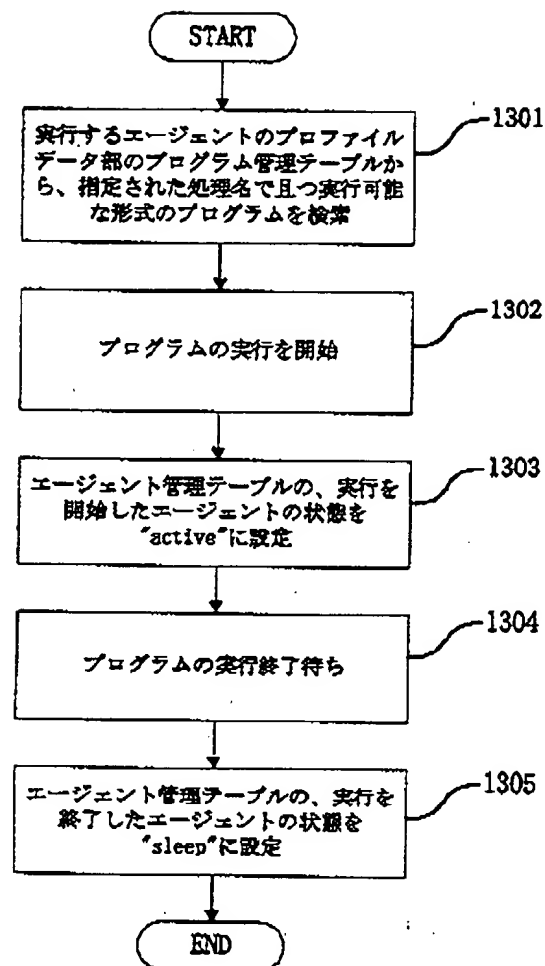 START
1301
実行するエージェントのプロファイル
データ部のプログラム管理テーブルか
ら、指定された処理名で且つ実行可能
な形式のプログラムを検索
1302
プログラムの実行を開始
1303
エージェント管理テーブルの、実行を
開始したエージェントの状態を
"active"に設定
1304
プログラムの実行終了待ち
1305
エージェント管理テーブルの、実行を
終了したエージェントの状態を
"sleep"に設定
END